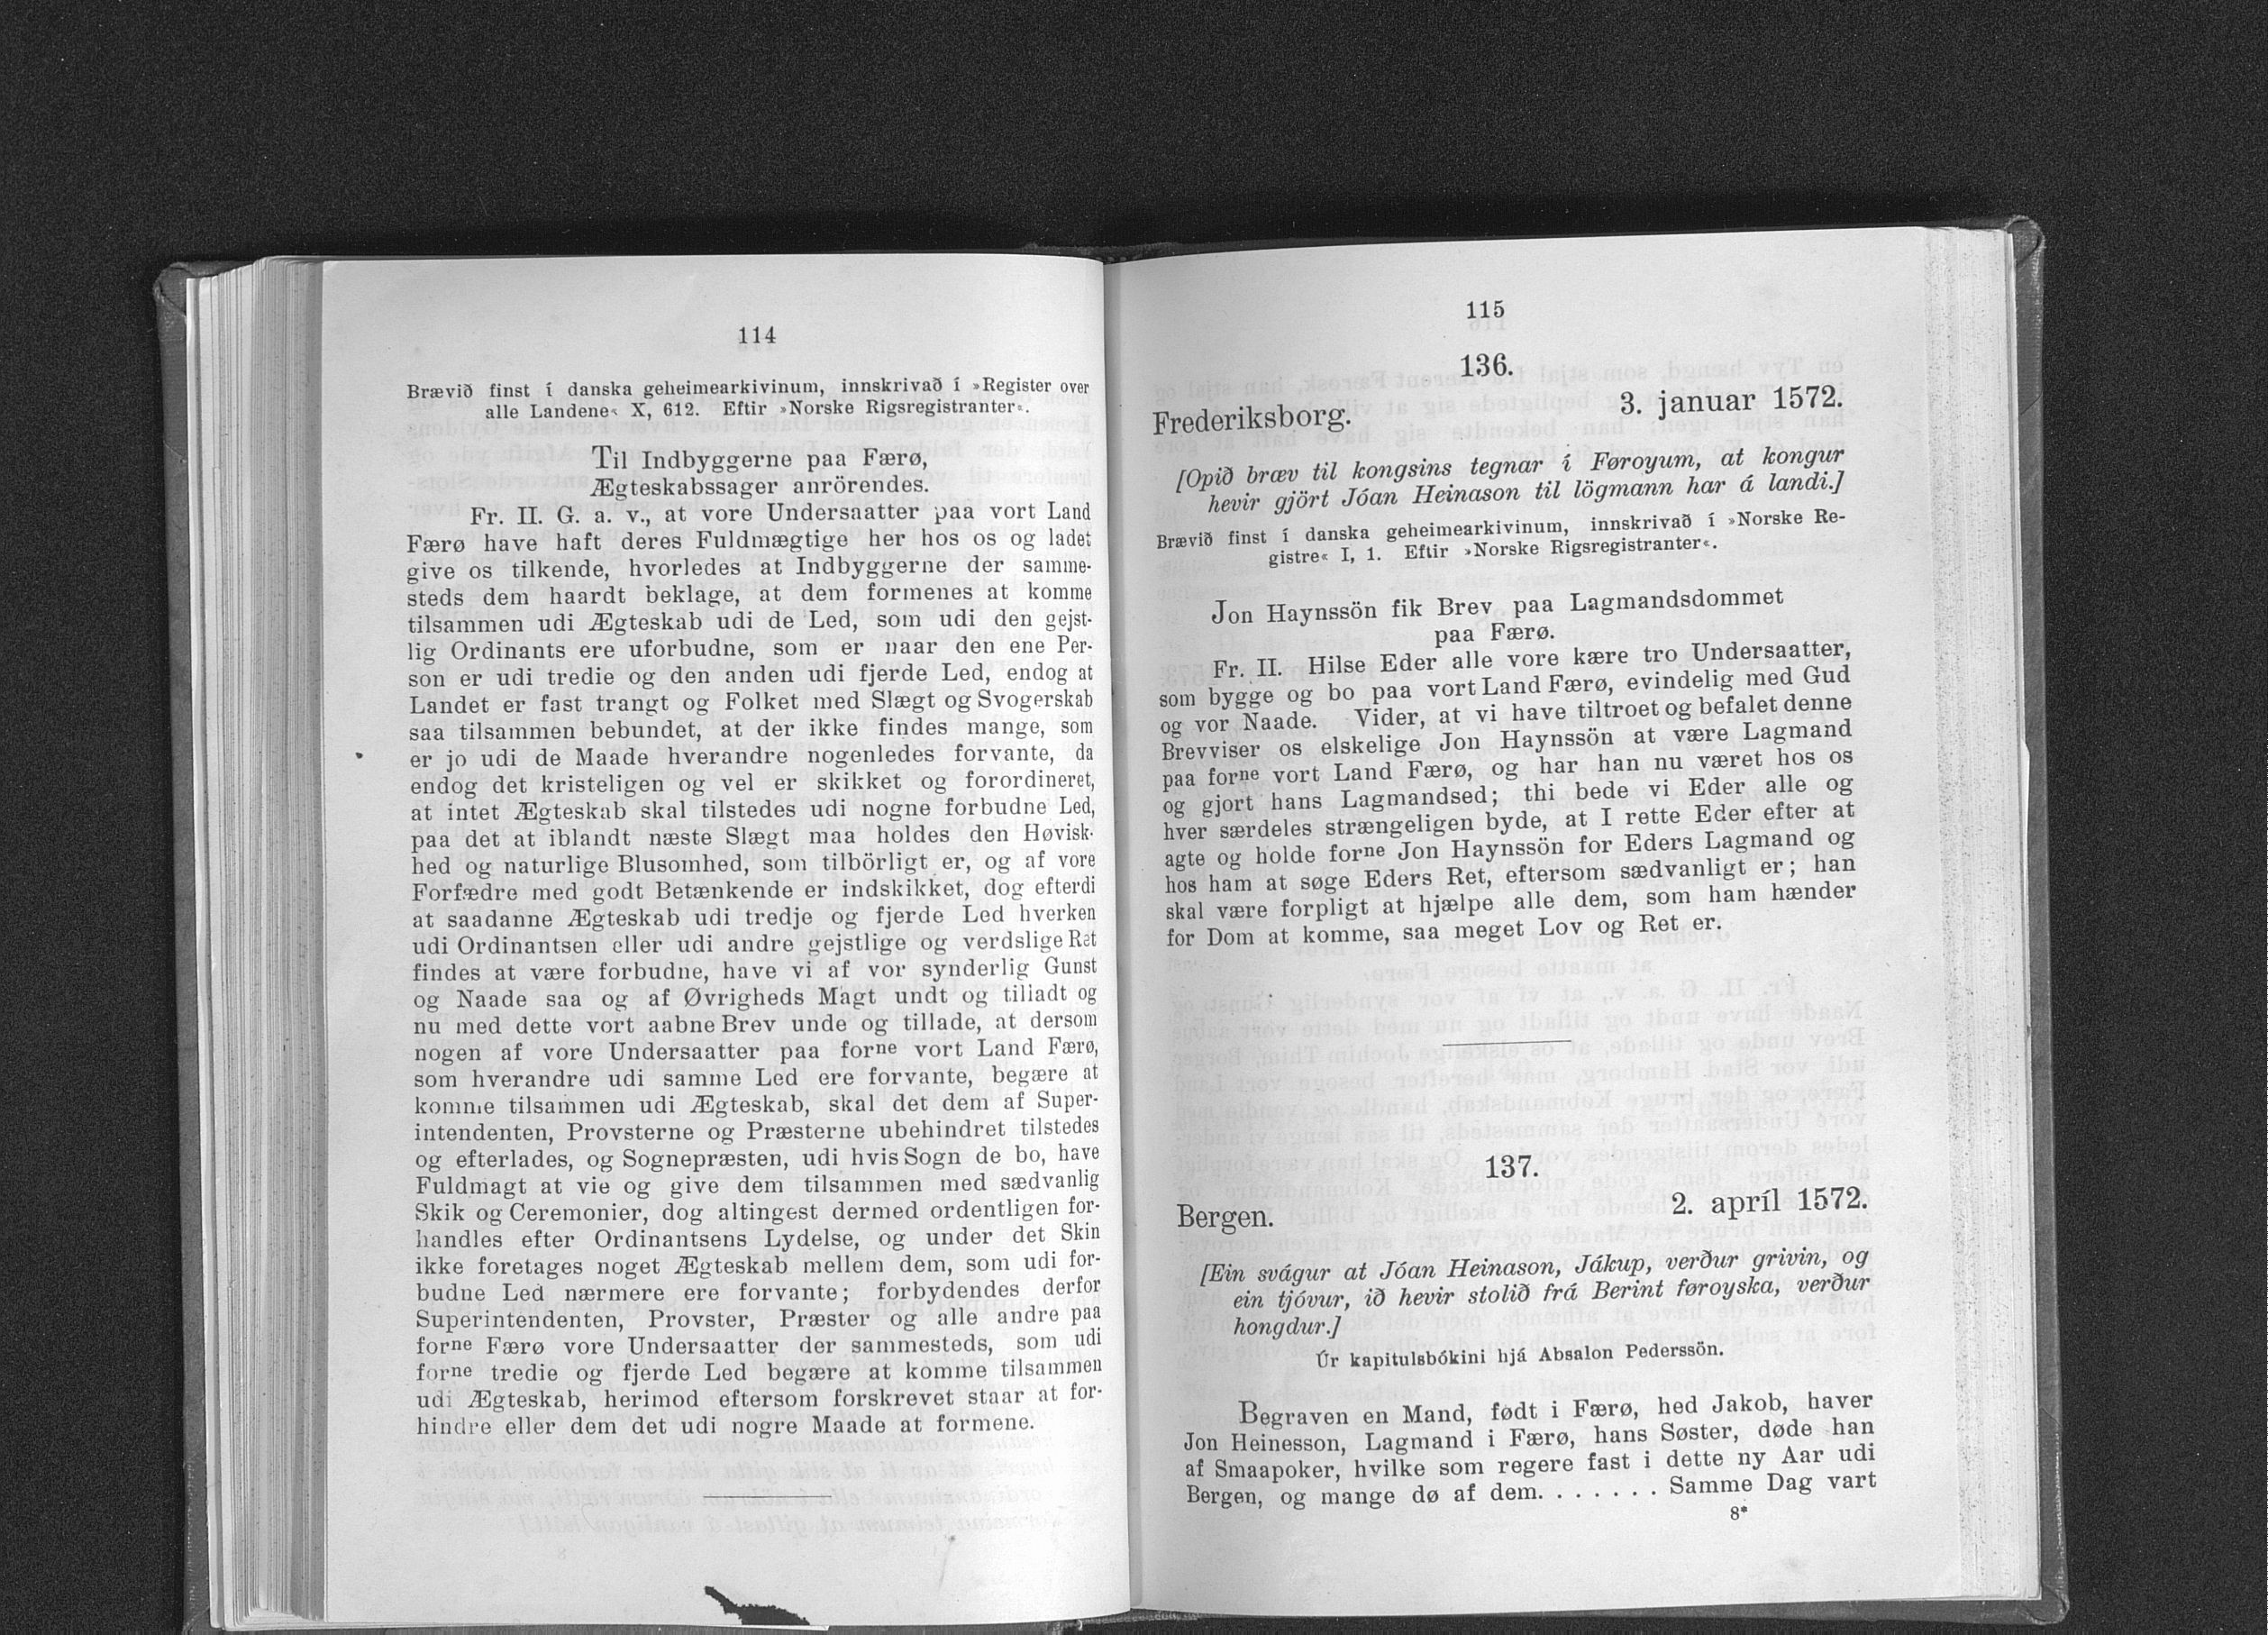 114
Brævið finst í danska geheimearkivinum, innskrivað í »Register over
alle Landene« X, 612. Eftir »Norske Rigsregistranter«.
Til Indbyggerne paa Færø,
Ægteskabssager anrörendes.
Fr. II. G. a. v., at vore Undersaatter paa vort Land
Færø have haft deres Fuldmægtige her hos os og ladet
give os tilkende, hvorledes at Indbyggerne der samme-
steds dem haardt beklage, at dem formenes at komme
tilsammen udi Ægteskab udi de Led, som udi den gejst-
lig Ordinants ere uforbudne, som er naar den ene Per-
son er udi tredie og den anden udi fjerde Led, endog at
Landet er fast trangt og Folket med Slægt og Svogerskab
saa tilsammen bebundet, at der ikke findes mange, som
er jo udi de Maade hverandre nogenledes forvante, da
endog det kristeligen og vel er skikket og forordineret,
at intet Ægteskab skal tilstedes udi nogne forbudne Led,
paa det at iblandt næste Slægt maa holdes den Høvisk-
hed og naturlige Blusomhed, som tilbörligt er, og af vore
Forfædre med godt Betænkende er indskikket, dog efterdi
at saadanne Ægteskab udi tredje og fjerde Led hverken
udi Ordinantsen eller udi andre gejstlige og verdslige Ret
findes at være forbudne, have vi af vor synderlig Gunst
og Naade saa og af Øvrigheds Magt undt og tilladt og
nu med dette vort aabne Brev unde og tillade, at dersom
nogen af vore Undersaatter paa forne vort Land Færø,
som hverandre udi samme Led ere forvante, begære at
komme tilsammen udi Ægteskab, skal det dem af Super-
intendenten, Provsterne og Præsterne ubehindret tilstedes
og efterlades, og Sognepræsten, udi hvis Sogn de bo, have
Fuldmagt at vie og give dem tilsammen med sædvanlig
Skik og Ceremonier, dog altingest dermed ordentligen for-
handles efter Ordinantsens Lydelse, og under det Skin
ikke foretages noget Ægteskab mellem dem, som udi for-
budne Led nærmere ere forvante; forbydendes derfor
Superintendenten, Provster, Præster og alle andre paa
forne Færø vore Undersaatter der sammesteds, som udi
forne tredie og fjerde Led begære at komme tilsammen
udi Ægteskab, herimod eftersom forskrevet staar at for-
hindre eller dem det udi nogre Maade at formene.
115
136.
Frederiksborg. 3. januar 1572.
[Opið bræv til kongsins tegnar í Føroyum, at kongur
hevir gjört Jóan Heinason til lögmann har á landi.]
Brævið finst í danska geheimearkivinum, innskrivað í »Norske Re-
gistre« I, 1. Eftir »Norske Rigsregistranter«.
Jon Haynssön fik Brev paa Lagmandsdommet
paa Færø.
Fr. II. Hilse Eder alle vore kære tro Undersaatter,
som bygge og bo paa vort Land Færø, evindelig med Gud
og vor Naade. Vider, at vi have tiltroet og befalet denne
Brevviser os elskelige Jon Haynssön at være Lagmand
paa forne vort Land Færø, og har han nu været hos os
og gjort hans Lagmandsed; thi bede vi Eder alle og
hver særdeles strængeligen byde, at I rette Eder efter at
agte og holde forne Jon Haynssön for Eders Lagmand og
hos ham at søge Eders Ret, eftersom sædvanligt er; han
skal være forpligt at hjælpe alle dem, som ham hænder
for Dom at komme, saa meget Lov og Ret er.
137.
Bergen. 2. apríl 1572.
[Ein svágur at Jóan Heinason, Jákup, verður grivin, og
ein tjóvur, ið hevir stolið frá Berint føroyska, verður
hongdur.]
Úr kapitulsbókini hjá Absalon Pederssön.
Begraven en Mand, født i Færø, hed Jakob, haver
Jon Heinesson, Lagmand i Færø, hans Søster, døde han
af Smaapoker, hvilke som regere fast i dette ny Aar udi
Bergen, og mange dø af dem. . . . . . . Samme Dag vart
8*